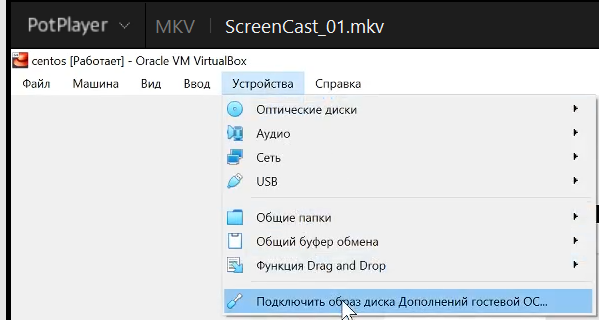 PotPlayer MKV ScreenCast_01.mkv
centos [Работает] - Oracle VM VirtualBox
Файл Машина Вид Ввод Устройства Справка
Оптические диски
Аудио
Сеть
USB
Общие папки
Общий буфер обмена
Функция Drag and Drop
Подключить образ диска Дополнений гостевой ОС...